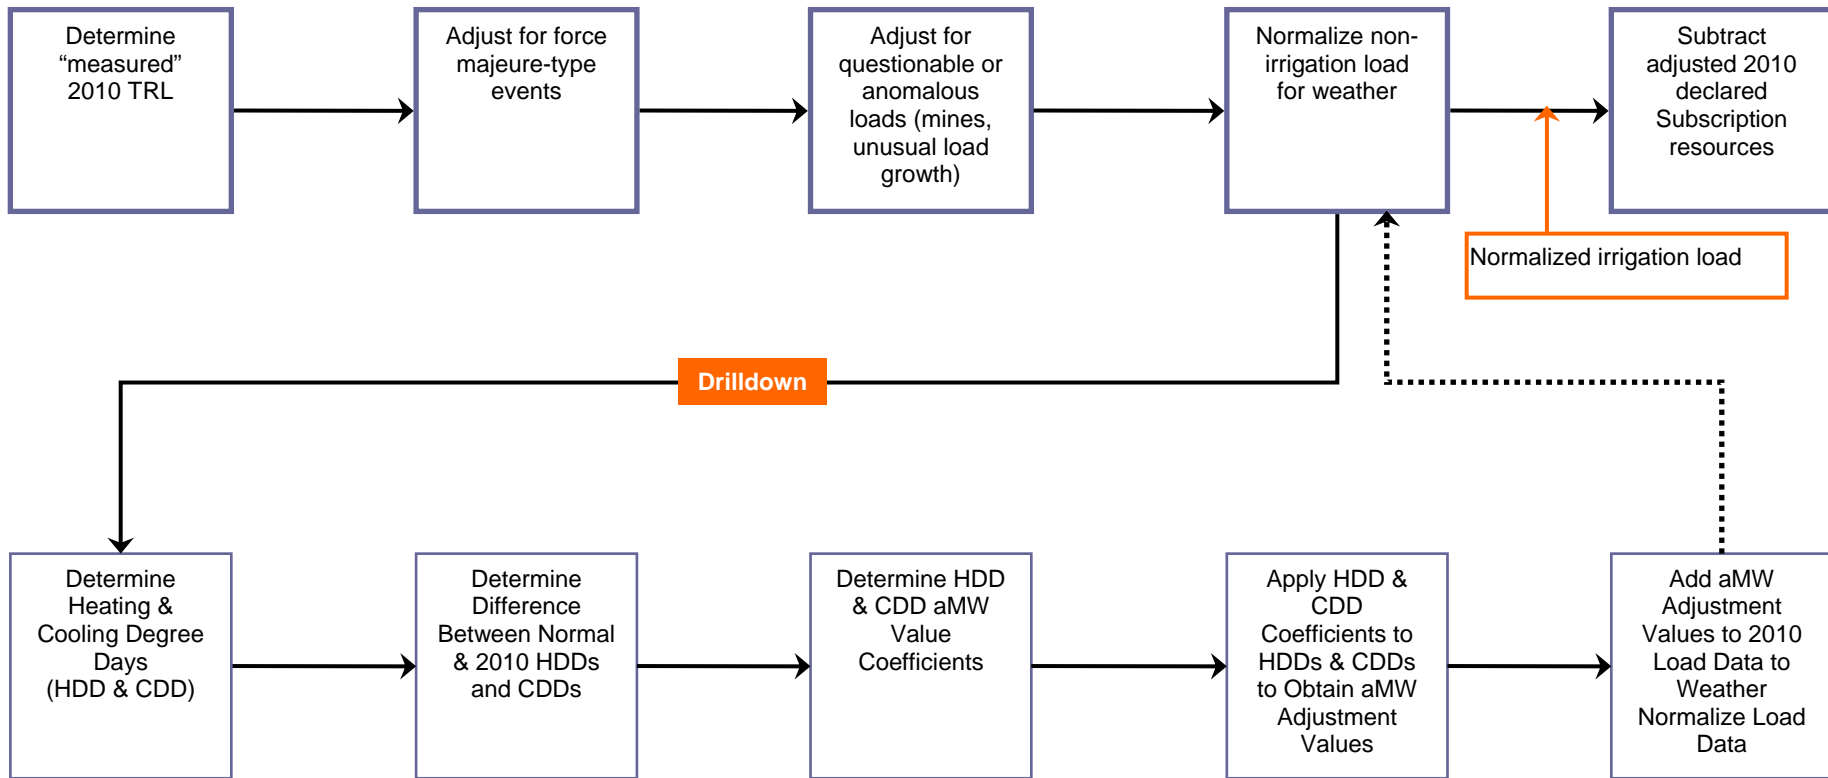 Determine
“measured”
2010 TRL
Adjust for force
majeure-type
events
Adjust for
questionable or
anomalous
loads (mines,
unusual load
growth)
Normalize non-
irrigation load
for weather
Subtract
adjusted 2010
declared
Subscription
resources
Normalized irrigation load
Drilldown
Determine
Heating &
Cooling Degree
Days
(HDD & CDD)
Determine
Difference
Between Normal
& 2010 HDDs
and CDDs
Determine HDD
& CDD aMW
Value
Coefficients
Apply HDD &
CDD
Coefficients to
HDDs & CDDs
to Obtain aMW
Adjustment
Values
Add aMW
Adjustment
Values to 2010
Load Data to
Weather
Normalize Load
Data